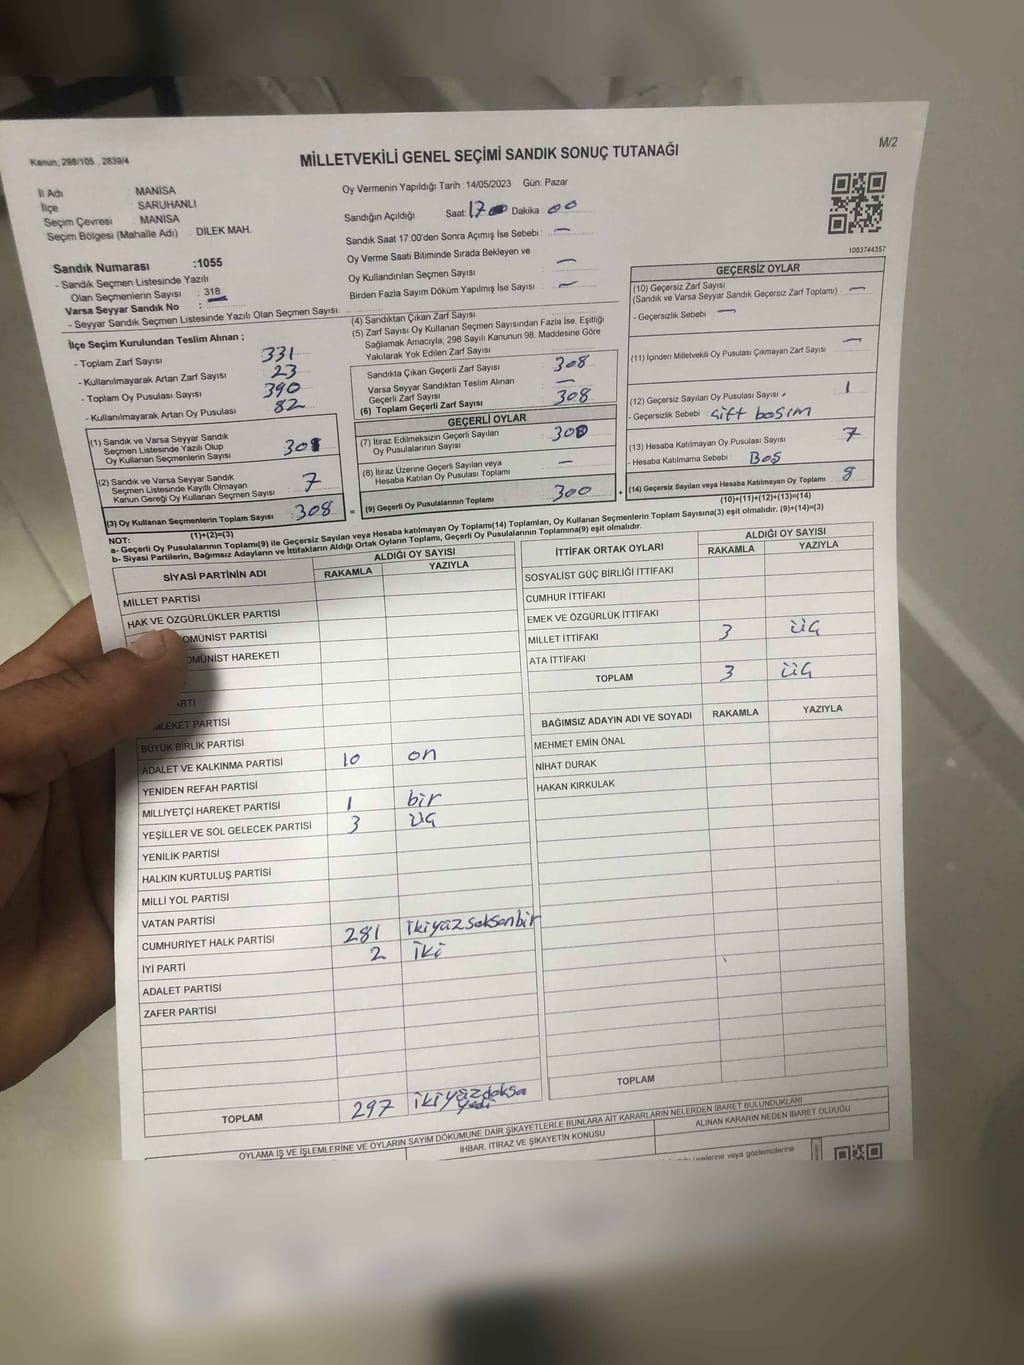 Kanun; 298/105 , 2839/4
M/2
MİLLETVEKİLİ GENEL SEÇİMİ SANDIK SONUÇ TUTANAĞI
İl Adı : MANİSA
İlçe SARUHANLI
Seçim Çevresi : MANİSA
Seçim Bölgesi (Mahalle Adı) DİLEK MAH.
Sandık Numarası :1055
- Sandık Seçmen Listesinde Yazılı
Olan Seçmenlerin Sayısı : 318
Varsa Seyyar Sandık No :
- Seyyar Sandık Seçmen Listesinde Yazılı Olan Seçmen Sayısı:
Oy Vermenin Yapıldığı Tarih :14/05/2023 Gün: Pazar
Sandığın Açıldığı Saat: 17 Dakika 00
Sandık Saat 17:00'den Sonra Açımış İse Sebebi : —
Oy Verme Saati Bitiminde Sırada Bekleyen ve
Oy Kullandırılan Seçmen Sayısı : —
Birden Fazla Sayım Döküm Yapılmış İse Sayısı : —
1083744357
İlçe Seçim Kurulundan Teslim Alınan ;
- Toplam Zarf Sayısı : 331
- Kullanılmayarak Artan Zarf Sayısı : 23
- Toplam Oy Pusulası Sayısı : 390
- Kullanılmayarak Artan Oy Pusulası : 82
(1) Sandık ve Varsa Seyyar Sandık
Seçmen Listesinde Yazılı Olup
Oy Kullanan Seçmenlerin Sayısı
(2) Sandık ve Varsa Seyyar Sandık
Seçmen Listesinde Kayıtlı Olmayan
Kanun Gereği Oy Kullanan Seçmen Sayısı : 7
(3) Oy Kullanan Seçmenlerin Toplam Sayısı : 308
(1)+(2)=(3)
(4) Sandıktan Çıkan Zarf Sayısı
(5) Zarf Sayısı Oy Kullanan Seçmen Sayısından Fazla İse, Eşitliği
Sağlamak Amacıyla; 298 Sayılı Kanunun 98. Maddesine Göre
Yakılarak Yok Edilen Zarf Sayısı
Sandıkta Çıkan Geçerli Zarf Sayısı : 308
Varsa Seyyar Sandıktan Teslim Alınan
Geçerli Zarf Sayısı : —
(6) Toplam Geçerli Zarf Sayısı : 308
GEÇERLİ OYLAR
(7) İtiraz Edilmeksizin Geçerli Sayılan
Oy Pusulalarının Sayısı : 300
(8) İtiraz Üzerine Geçerli Sayılan veya
Hesaba Katılan Oy Pusulası Toplamı : —
= (9) Geçerli Oy Pusulalarının Toplamı : 300 +
GEÇERSİZ OYLAR
(10) Geçersiz Zarf Sayısı
(Sandık ve Varsa Seyyar Sandık Geçersiz Zarf Toplamı) : —
- Geçersizlik Sebebi : —
(11) İçinden Milletvekili Oy Pusulası Çıkmayan Zarf Sayısı : —
(12) Geçersiz Sayılan Oy Pusulası Sayısı : 1
- Geçersizlik Sebebi : çift basım
(13) Hesaba Katılmayan Oy Pusulası Sayısı : 7
- Hesaba Katılmama Sebebi : Boş
(14) Geçersiz Sayılan veya Hesaba Katılmayan Oy Toplamı : 8
(10)+(11)+(12)+(13)=(14)
NOT:
a- Geçerli Oy Pusulalarının Toplamı(9) ile Geçersiz Sayılan veya Hesaba katılmayan Oy Toplamı(14) Toplamları, Oy Kullanan Seçmenlerin Toplam Sayısına(3) eşit olmalıdır. (9)+(14)=(3)
b- Siyasi Partilerin, Bağımsız Adayların ve İttifakların Aldığı Ortak Oyların Toplamı, Geçerli Oy Pusulalarının Toplamına(9) eşit olmalıdır.
SİYASİ PARTİNİN ADI ALDIĞI OY SAYISI
RAKAMLA YAZIYLA
MİLLET PARTİSİ
HAK VE ÖZGÜRLÜKLER PARTİSİ
OMÜNİST PARTİSİ
OMÜNİST HAREKETİ
ARTİ
MLEKET PARTİSİ
BÜYÜK BİRLİK PARTİSİ
ADALET VE KALKINMA PARTİSİ 10 on
YENİDEN REFAH PARTİSİ
MİLLİYETÇİ HAREKET PARTİSİ 1 bir
YEŞİLLER VE SOL GELECEK PARTİSİ 3 üç
YENİLİK PARTİSİ
HALKIN KURTULUŞ PARTİSİ
MİLLİ YOL PARTİSİ
VATAN PARTİSİ
CUMHURİYET HALK PARTİSİ 281 ikiyüzseksenbir
İYİ PARTİ 2 iki
ADALET PARTİSİ
ZAFER PARTİSİ
TOPLAM 297 ikiyüzdoksa
yedi
İTTİFAK ORTAK OYLARI ALDIĞI OY SAYISI
RAKAMLA YAZIYLA
SOSYALİST GÜÇ BİRLİĞİ İTTİFAKI
CUMHUR İTTİFAKI
EMEK VE ÖZGÜRLÜK İTTİFAKI
MİLLET İTTİFAKI 3 üç
ATA İTTİFAKI
TOPLAM 3 üç
BAĞIMSIZ ADAYIN ADI VE SOYADI RAKAMLA YAZIYLA
MEHMET EMİN ÖNAL
NİHAT DURAK
HAKAN KIRKULAK
TOPLAM
OYLAMA İŞ VE İŞLEMLERİNE VE OYLARIN SAYIM DÖKÜMÜNE DAİR ŞİKAYETLERLE BUNLARA AİT KARARLARIN NELERDEN İBARET BULUNDUKLARI
İHBAR, İTİRAZ VE ŞİKAYETİN KONUSU
ALINAN KARARIN NEDEN İBARET OLDUĞU
veya gözlemcilerine